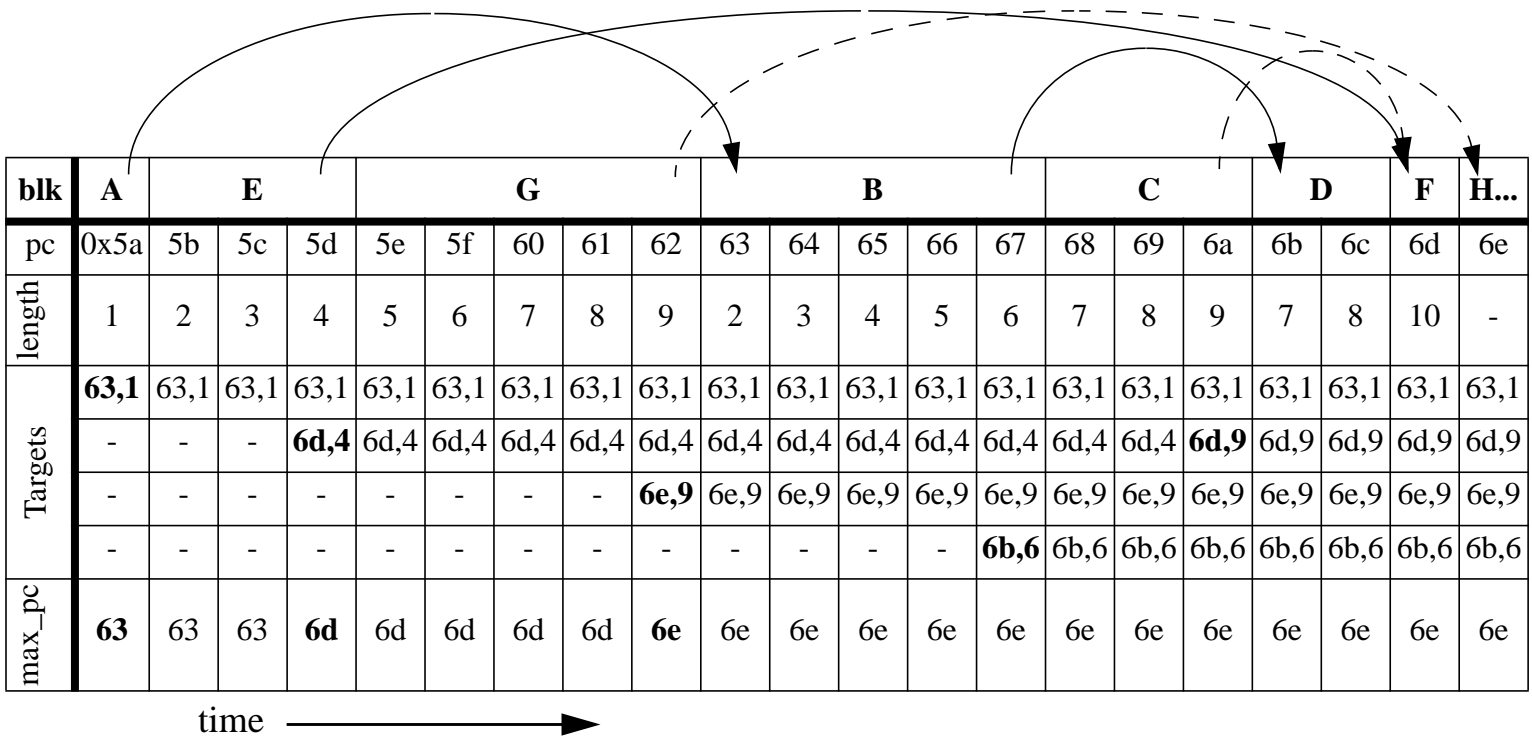 blk A E G B C D F H...
pc 0x5a 5b 5c 5d 5e 5f 60 61 62 63 64 65 66 67 68 69 6a 6b 6c 6d 6e
length 1 2 3 4 5 6 7 8 9 2 3 4 5 6 7 8 9 7 8 10 -
Targets
63,1 63,1 63,1 63,1 63,1 63,1 63,1 63,1 63,1 63,1 63,1 63,1 63,1 63,1 63,1 63,1 63,1 63,1 63,1 63,1 63,1
- - - 6d,4 6d,4 6d,4 6d,4 6d,4 6d,4 6d,4 6d,4 6d,4 6d,4 6d,4 6d,4 6d,4 6d,9 6d,9 6d,9 6d,9 6d,9
- - - - - - - - 6e,9 6e,9 6e,9 6e,9 6e,9 6e,9 6e,9 6e,9 6e,9 6e,9 6e,9 6e,9 6e,9
- - - - - - - - - - - - - 6b,6 6b,6 6b,6 6b,6 6b,6 6b,6 6b,6 6b,6
max_pc 63 63 63 6d 6d 6d 6d 6d 6e 6e 6e 6e 6e 6e 6e 6e 6e 6e 6e 6e 6e
time